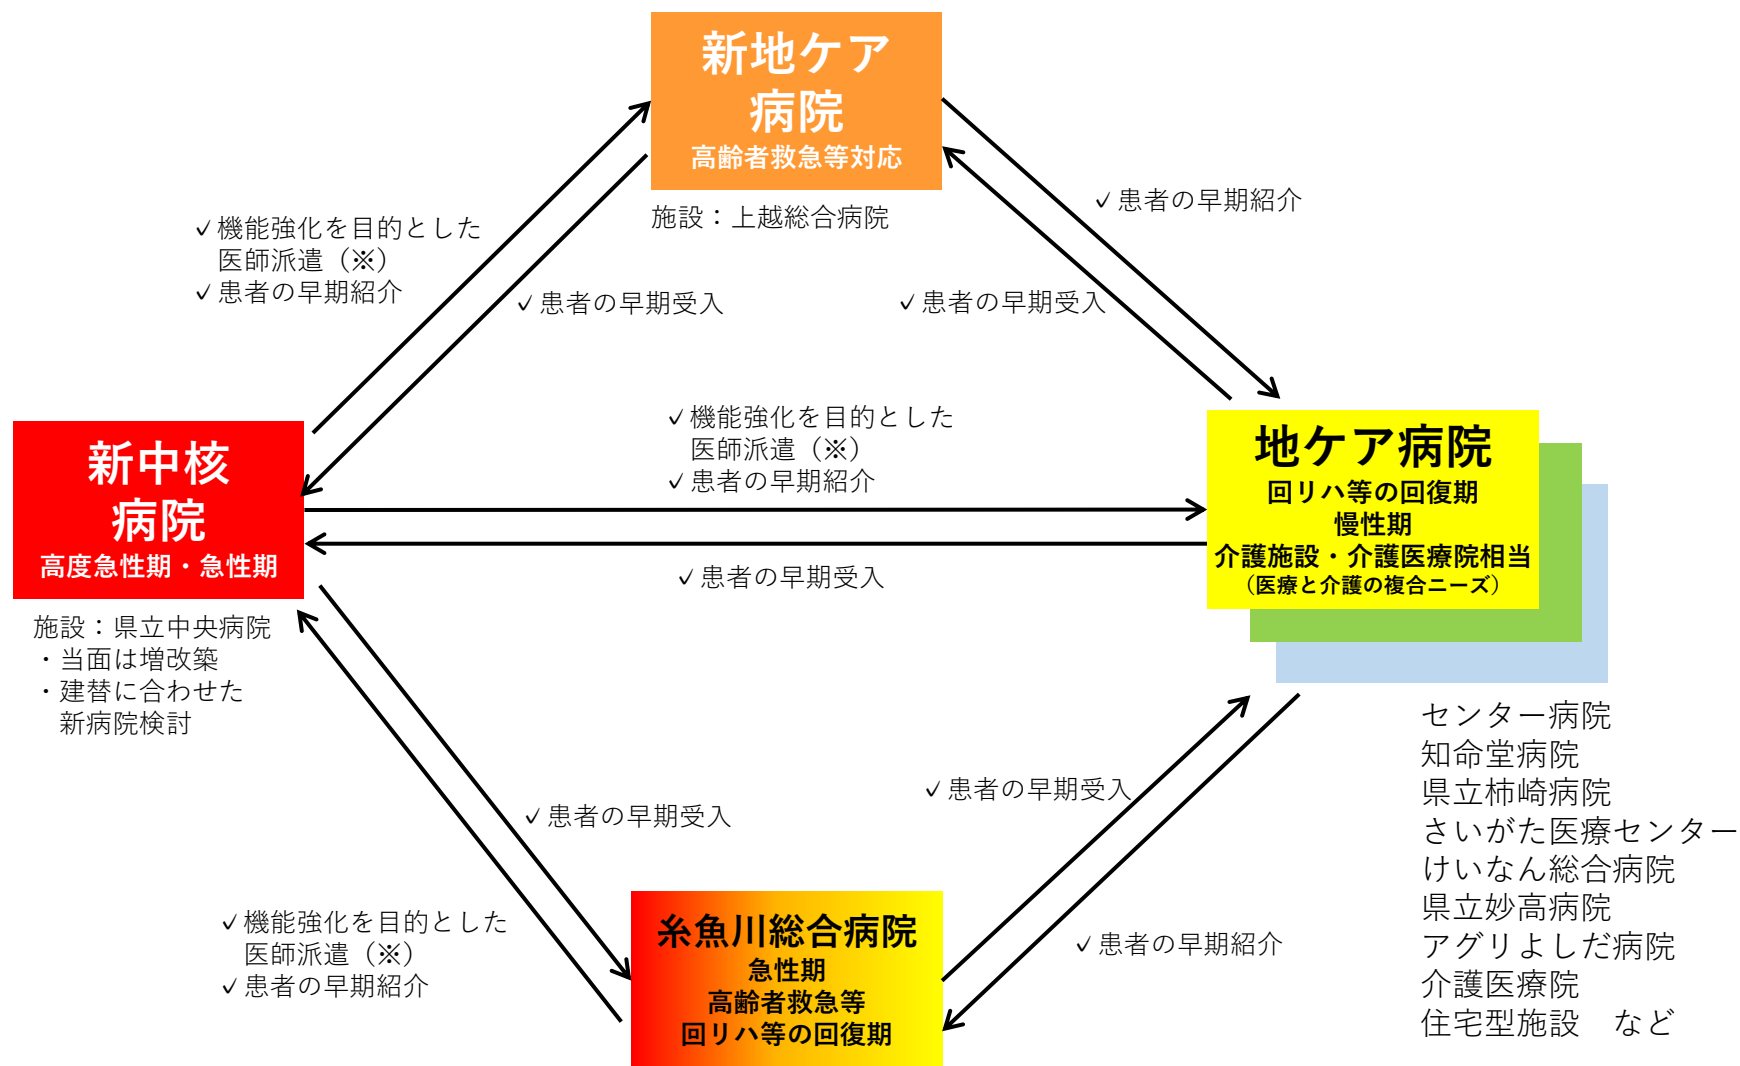 新地ケア
病院
高齢者救急等対応
施設：上越総合病院
✓機能強化を目的とした
医師派遣（※）
✓患者の早期紹介
✓患者の早期受入
✓患者の早期受入
✓患者の早期紹介
新中核
病院
高度急性期・急性期
施設：県立中央病院
・当面は増改築
・建替に合わせた
新病院検討
✓機能強化を目的とした
医師派遣（※）
✓患者の早期紹介
✓患者の早期受入
地ケア病院
回リハ等の回復期
慢性期
介護施設・介護医療院相当
（医療と介護の複合ニーズ）
センター病院
知命堂病院
県立柿崎病院
さいがた医療センター
けいなん総合病院
県立妙高病院
アグリよしだ病院
介護医療院
住宅型施設　など
✓患者の早期受入
✓機能強化を目的とした
医師派遣（※）
✓患者の早期紹介
✓患者の早期受入
✓患者の早期紹介
糸魚川総合病院
急性期
高齢者救急等
回リハ等の回復期